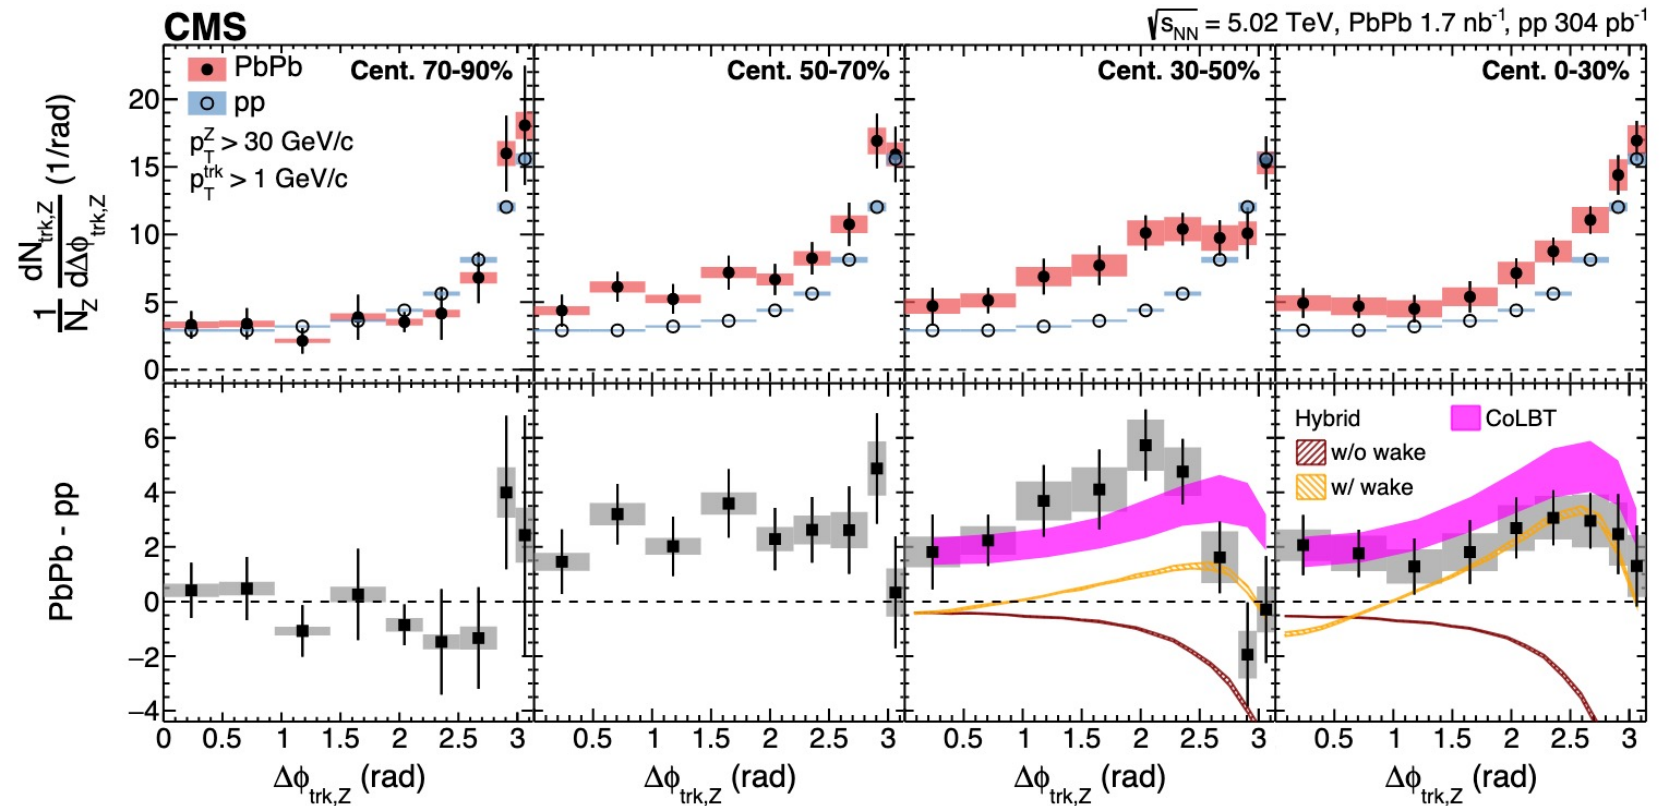 CMS
√sNN = 5.02 TeV, PbPb 1.7 nb⁻¹, pp 304 pb⁻¹
PbPb
pp
pTZ > 30 GeV/c
pTtrk > 1 GeV/c
Cent. 70-90%
Cent. 50-70%
Cent. 30-50%
Cent. 0-30%
1/NZ dNtrk,Z/dΔϕtrk,Z (1/rad)
20
15
10
5
0
PbPb - pp
6
4
2
0
−2
−4
Hybrid
w/o wake
w/ wake
CoLBT
0 0.5 1 1.5 2 2.5 3
0.5 1 1.5 2 2.5 3
0.5 1 1.5 2 2.5 3
0.5 1 1.5 2 2.5 3
Δϕtrk,Z (rad)
Δϕtrk,Z (rad)
Δϕtrk,Z (rad)
Δϕtrk,Z (rad)